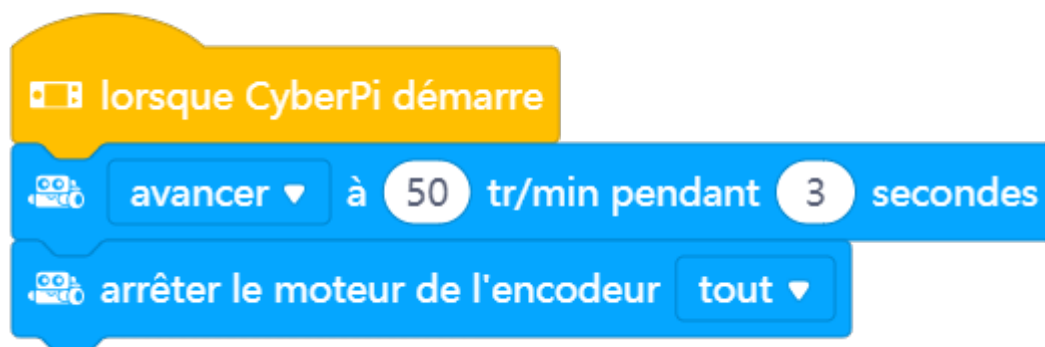 lorsque CyberPi démarre
avancer à 50 tr/min pendant 3 secondes
arrêter le moteur de l'encodeur tout